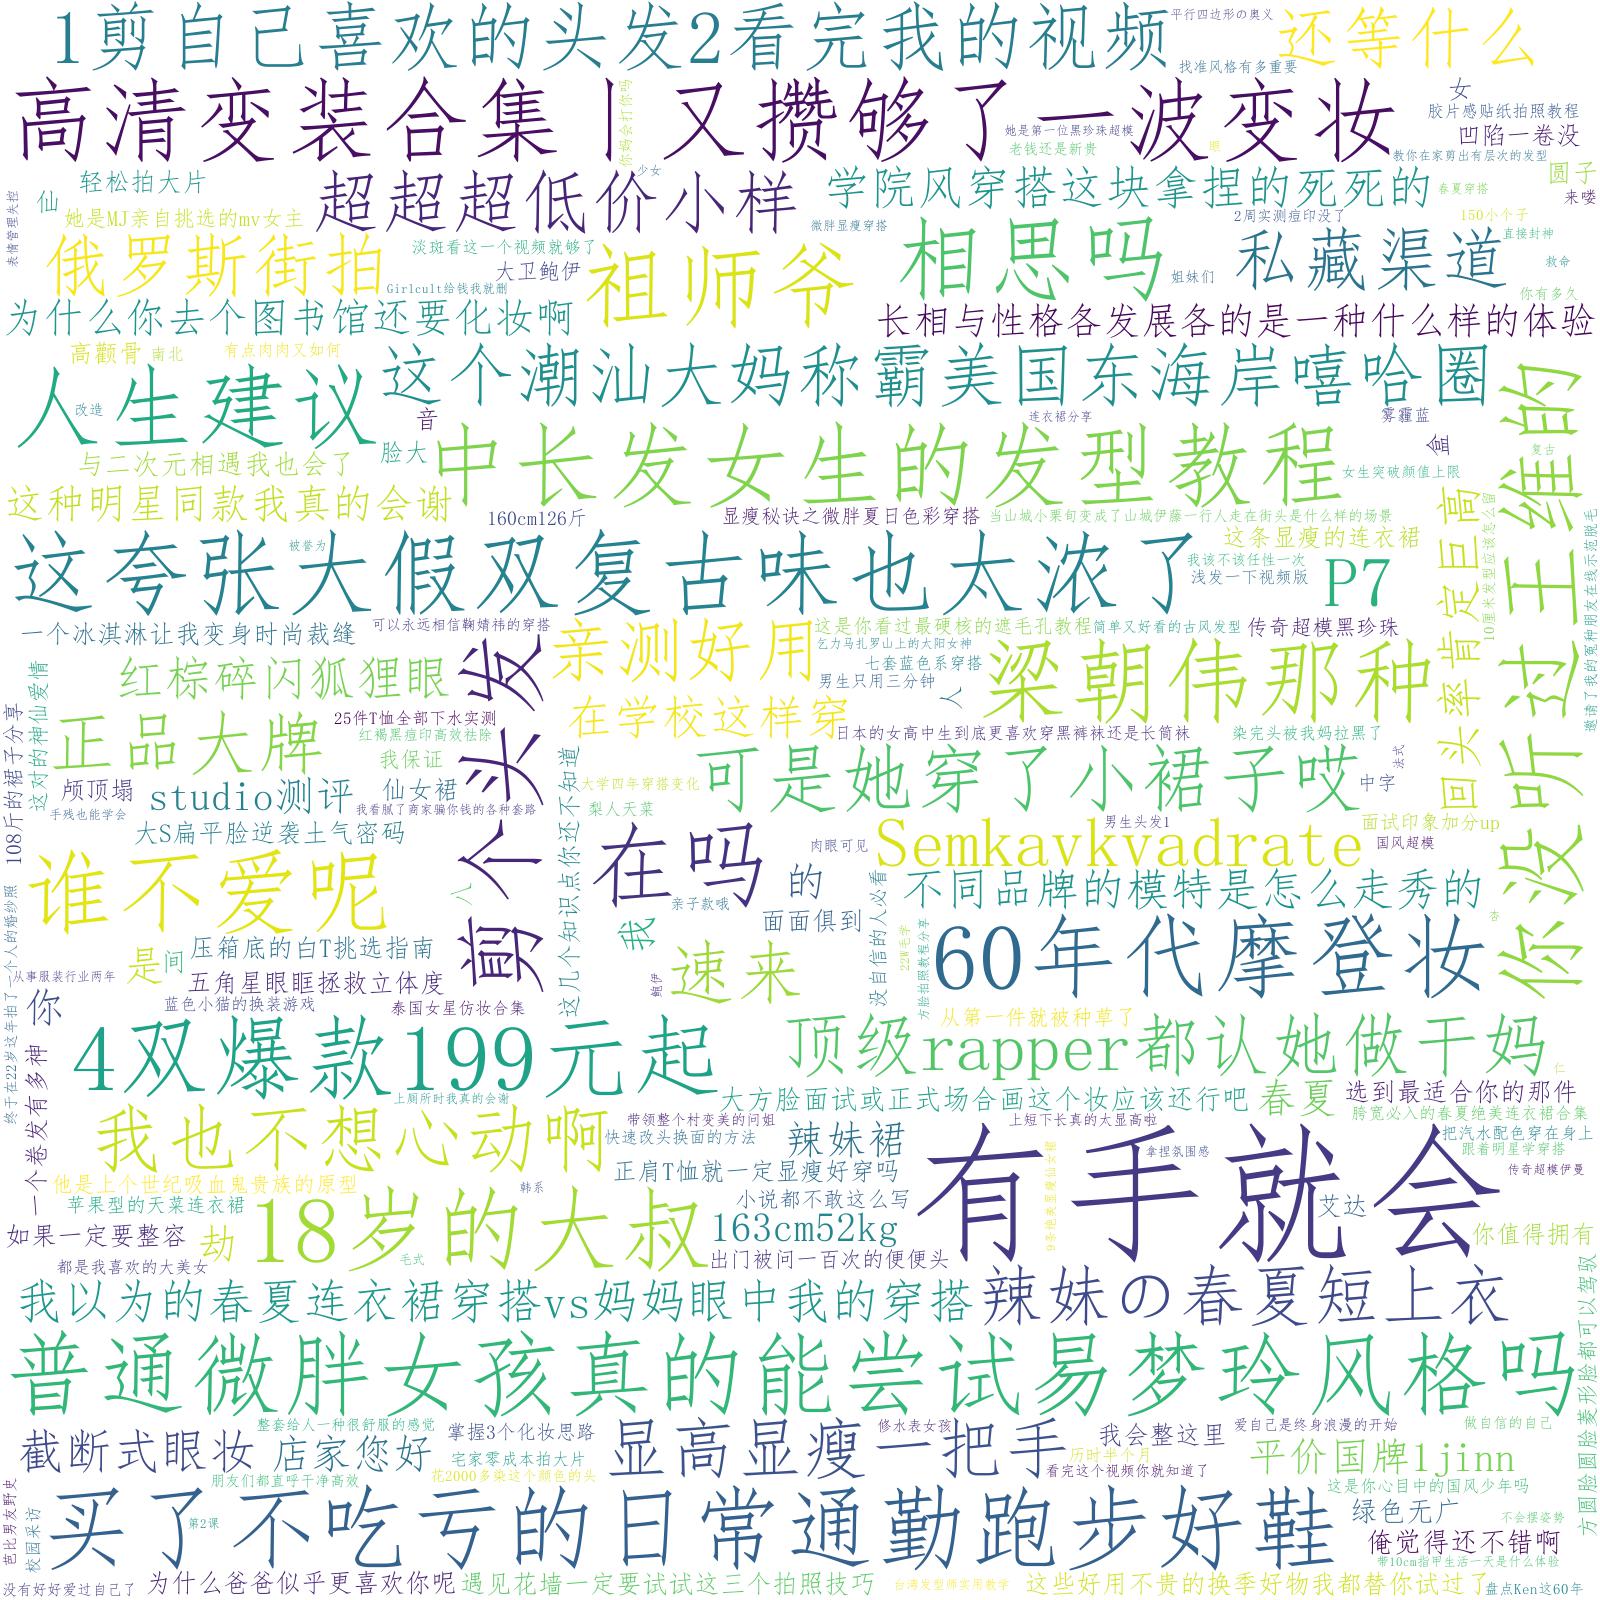 1剪自己喜欢的头发2看完我的视频
平行四边形の奥义
还等什么
找准风格有多重要
高清变装合集丨又攒够了一波变妆
你妈会打你吗
女
胶片感贴纸拍照教程
她是第一位黑珍珠超模
凹陷一卷没
老钱还是新贵
教你在家剪出有层次的发型
少女
轻松拍大片
超超超低价小样
学院风穿搭这块拿捏的死死的
春夏穿搭
圆子
来喽
仙
表情管理失控
她是MJ亲自挑选的mv女主
微胖显瘦穿搭
2周实测痘印没了
150小个子
直接封神
俄罗斯街拍
淡斑看这一个视频就够了
大卫鲍伊
Girlcult给钱我就删
祖师爷
相思吗
姐妹们
私藏渠道
救命
你有多久
为什么你去个图书馆还要化妆啊
长相与性格各发展各的是一种什么样的体验
高颧骨
南北
有点肉肉又如何
人生建议
改造
这个潮汕大妈称霸美国东海岸嘻哈圈
音
连衣裙分享
雾霾蓝
你没听过王维的
复古
与二次元相遇我也会了
脸大
中长发女生的发型教程
盒
女生突破颜值上限
这种明星同款我真的会谢
160cm126斤
显瘦秘诀之微胖夏日色彩穿搭
当山城小栗旬变成了山城伊藤一行人走在街头是什么样的场景
这条显瘦的连衣裙
回头率肯定巨高
10厘米发型应该怎么留
邀请了我的冤种朋友在线示范脱毛
这夸张大假双复古味也太浓了
被誉为
我该不该任性一次
浅发一下视频版
P7
一个冰淇淋让我变身时尚裁缝
可以永远相信鞠婧祎的穿搭
剪个头发
亲测好用
这是你看过最硬核的遮毛孔教程
简单又好看的古风发型
传奇超模黑珍珠
乞力马扎罗山上的太阳女神
七套蓝色系穿搭
男生只用三分钟
人
梁朝伟那种
这对的神仙爱情
红棕碎闪狐狸眼
在学校这样穿
108斤的裙子分享
正品大牌
25件T恤全部下水实测
红褐黑痘印高效祛除
我保证
日本的女高中生到底更喜欢穿黑裤袜还是长筒袜
染完头被我妈拉黑了
法式
这几个知识点你还不知道
可是她穿了小裙子哎
中字
颅顶塌
studio测评
仙女裙
大学四年穿搭变化
手残也能学会
我看腻了商家骗你钱的各种套路
梨人天菜
大S扁平脸逆袭土气密码
男生头发1
面试印象加分up
在吗
肉眼可见
Semkavkvadrate
国风超模
谁不爱呢
八
的
没自信的人必看
不同品牌的模特是怎么走秀的
亲子款哦
面面俱到
我
杏
终于在22岁这年拍了一个人的婚纱照
是
问
压箱底的白T挑选指南
60年代摩登妆
22W毛学
方脸拍照教程分享
从事服装行业两年
五角星眼眶拯救立体度
鲍伊
速来
你
蓝色小猫的换装游戏
泰国女星仿妆合集
从第一件就被种草了
一个卷发有多神
4双爆款199元起
顶级rapper都认她做干妈
仁
上厕所时我真的会谢
大方脸面试或正式场合画这个妆应该还行吧
春夏
选到最适合你的那件
我也不想心动啊
带领整个村变美的问姐
上短下长真的太显高啦
胯宽必入的春夏绝美连衣裙合集
快速改头换面的方法
辣妹裙
把汽水配色穿在身上
有手就会
拿捏氛围感
跟着明星学穿搭
9条绝美显瘦仙女裙
正肩T恤就一定显瘦好穿吗
传奇超模伊曼
他是上个世纪吸血鬼贵族的原型
韩系
苹果型的天菜连衣裙
18岁的大叔
小说都不敢这么写
艾达
如果一定要整容
劫
163cm52kg
你值得拥有
毛式
出门被问一百次的便便头
都是我喜欢的大美女
方圆脸圆脸菱形脸都可以驾驭
我以为的春夏连衣裙穿搭vs妈妈眼中我的穿搭
辣妹の春夏短上衣
普通微胖女孩真的能尝试易梦玲风格吗
整套给人一种很舒服的感觉
掌握3个化妆思路
修水表女孩
爱自己是终身浪漫的开始
做自信的自己
截断式眼妆
店家您好
显高显瘦一把手
我会整这里
宅家零成本拍大片
历时半个月
平价国牌1jinn
花2000多染这个颜色的头
看完这个视频你就知道了
芭比男友野史
朋友们都直呼干净高效
这是你心目中的国风少年吗
校园采访
买了不吃亏的日常通勤跑步好鞋
第2课
绿色无广
不会摆姿势
俺觉得还不错啊
带10cm指甲生活一天是什么体验
没有好好爱过自己了
为什么爸爸似乎更喜欢你呢
遇见花墙一定要试试这三个拍照技巧
台湾发型师实用教学
这些好用不贵的换季好物我都替你试过了
盘点Ken这60年